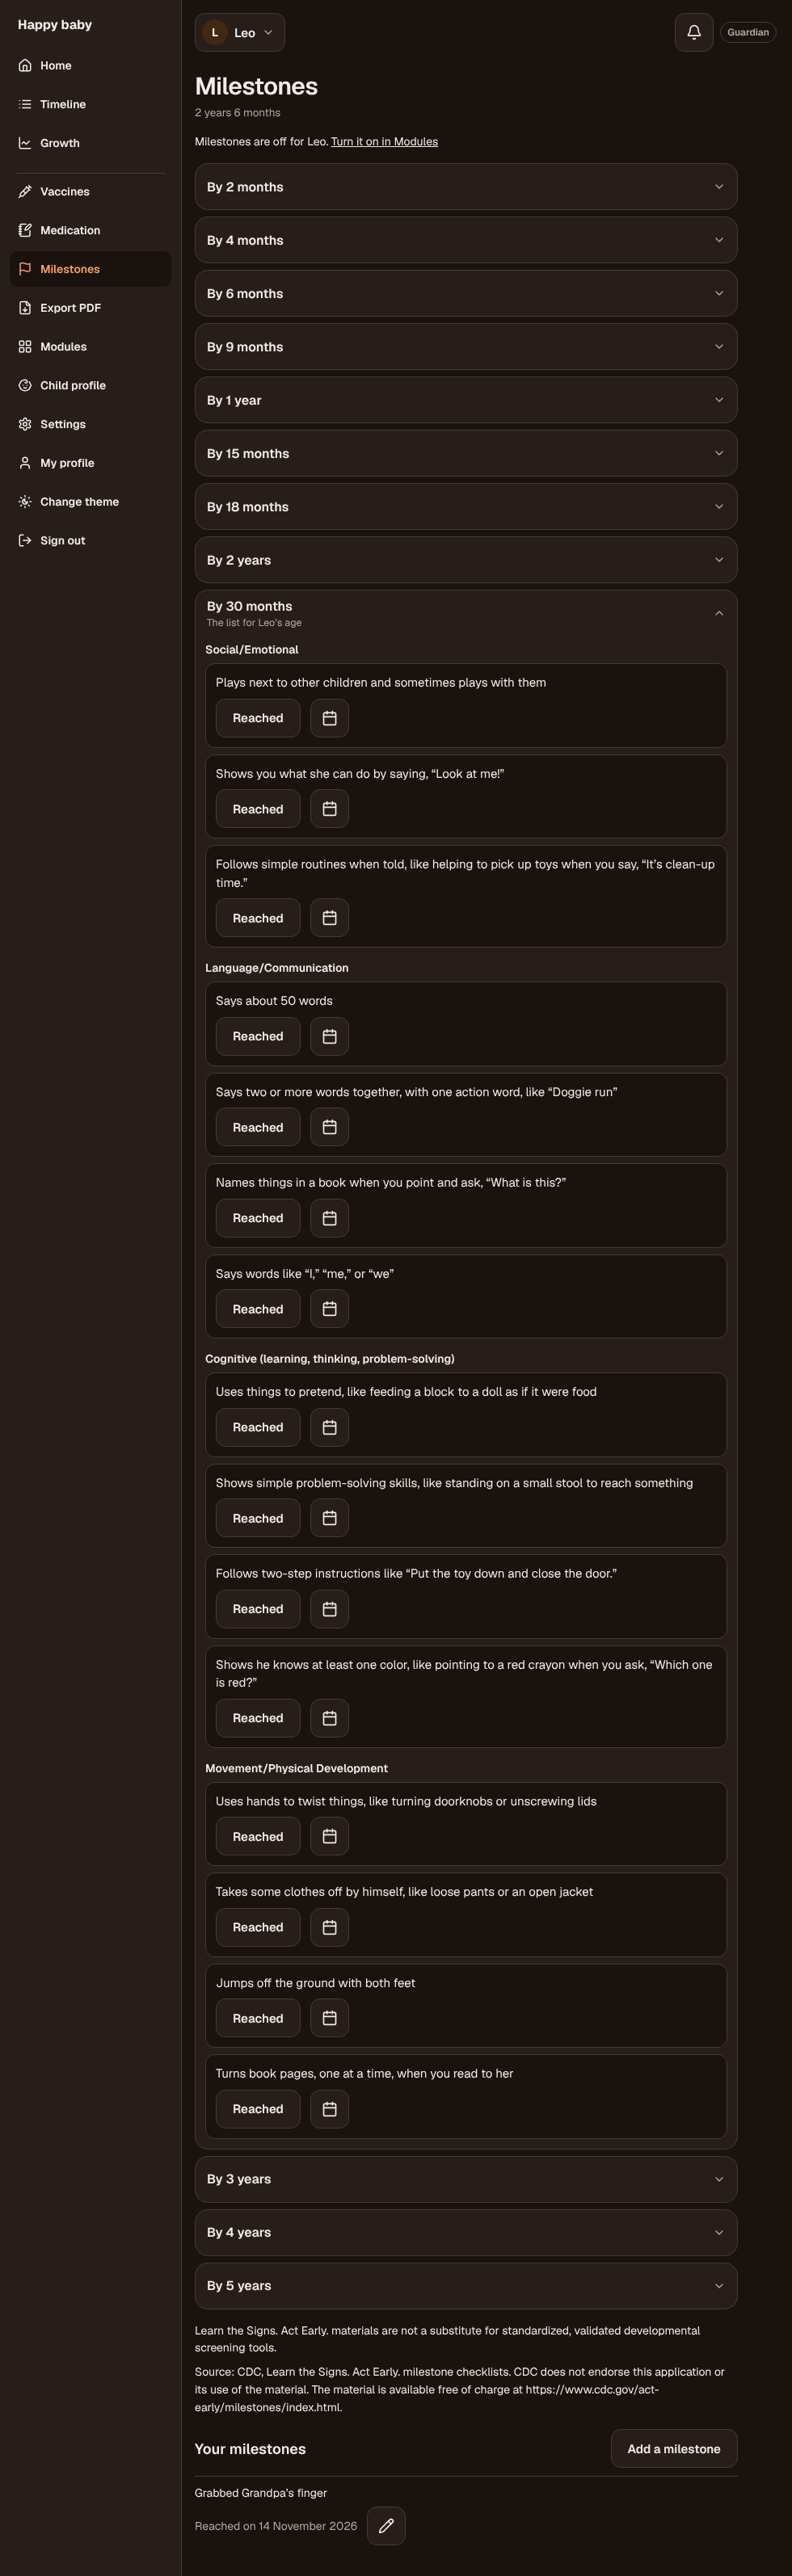 Happy baby
Home
Timeline
Growth
Vaccines
Medication
Milestones
Export PDF
Modules
Child profile
Settings
My profile
Change theme
Sign out
L Leo
Guardian
Milestones
2 years 6 months
Milestones are off for Leo. Turn it on in Modules
By 2 months
By 4 months
By 6 months
By 9 months
By 1 year
By 15 months
By 18 months
By 2 years
By 30 months
The list for Leo's age
Social/Emotional
Plays next to other children and sometimes plays with them
Reached
Shows you what she can do by saying, “Look at me!”
Reached
Follows simple routines when told, like helping to pick up toys when you say, “It’s clean-up
time.”
Reached
Language/Communication
Says about 50 words
Reached
Says two or more words together, with one action word, like “Doggie run”
Reached
Names things in a book when you point and ask, “What is this?”
Reached
Says words like “I,” “me,” or “we”
Reached
Cognitive (learning, thinking, problem-solving)
Uses things to pretend, like feeding a block to a doll as if it were food
Reached
Shows simple problem-solving skills, like standing on a small stool to reach something
Reached
Follows two-step instructions like “Put the toy down and close the door.”
Reached
Shows he knows at least one color, like pointing to a red crayon when you ask, “Which one
is red?”
Reached
Movement/Physical Development
Uses hands to twist things, like turning doorknobs or unscrewing lids
Reached
Takes some clothes off by himself, like loose pants or an open jacket
Reached
Jumps off the ground with both feet
Reached
Turns book pages, one at a time, when you read to her
Reached
By 3 years
By 4 years
By 5 years
Learn the Signs. Act Early. materials are not a substitute for standardized, validated developmental
screening tools.
Source: CDC, Learn the Signs. Act Early. milestone checklists. CDC does not endorse this application or
its use of the material. The material is available free of charge at https://www.cdc.gov/act-
early/milestones/index.html.
Your milestones
Add a milestone
Grabbed Grandpa's finger
Reached on 14 November 2026